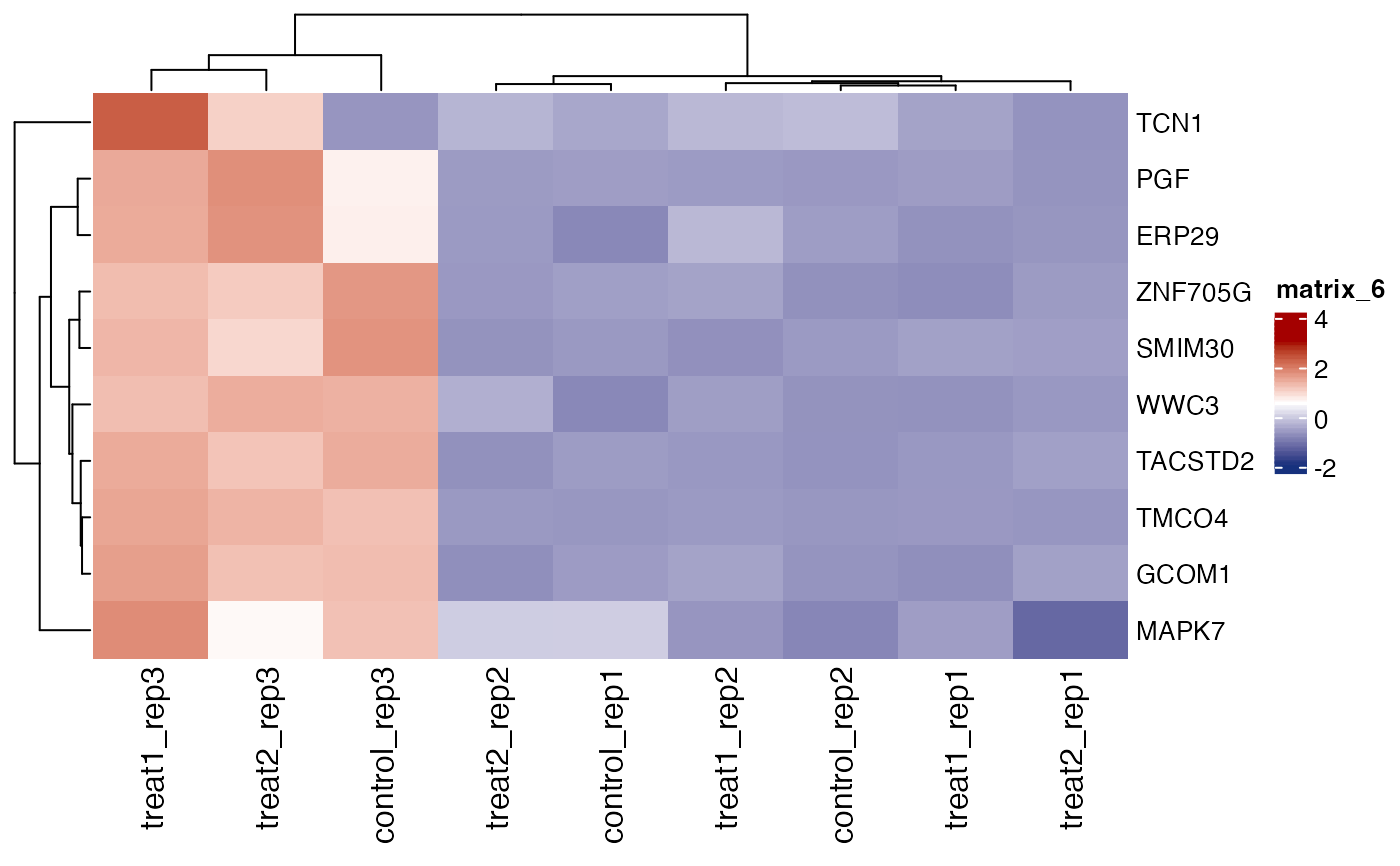 TCN1
PGF
ERP29
ZNF705G
SMIM30
WWC3
TACSTD2
TMCO4
GCOM1
MAPK7
matrix_6
4
2
0
-2
treat1_rep3
treat2_rep3
control_rep3
treat2_rep2
control_rep1
treat1_rep2
control_rep2
treat1_rep1
treat2_rep1